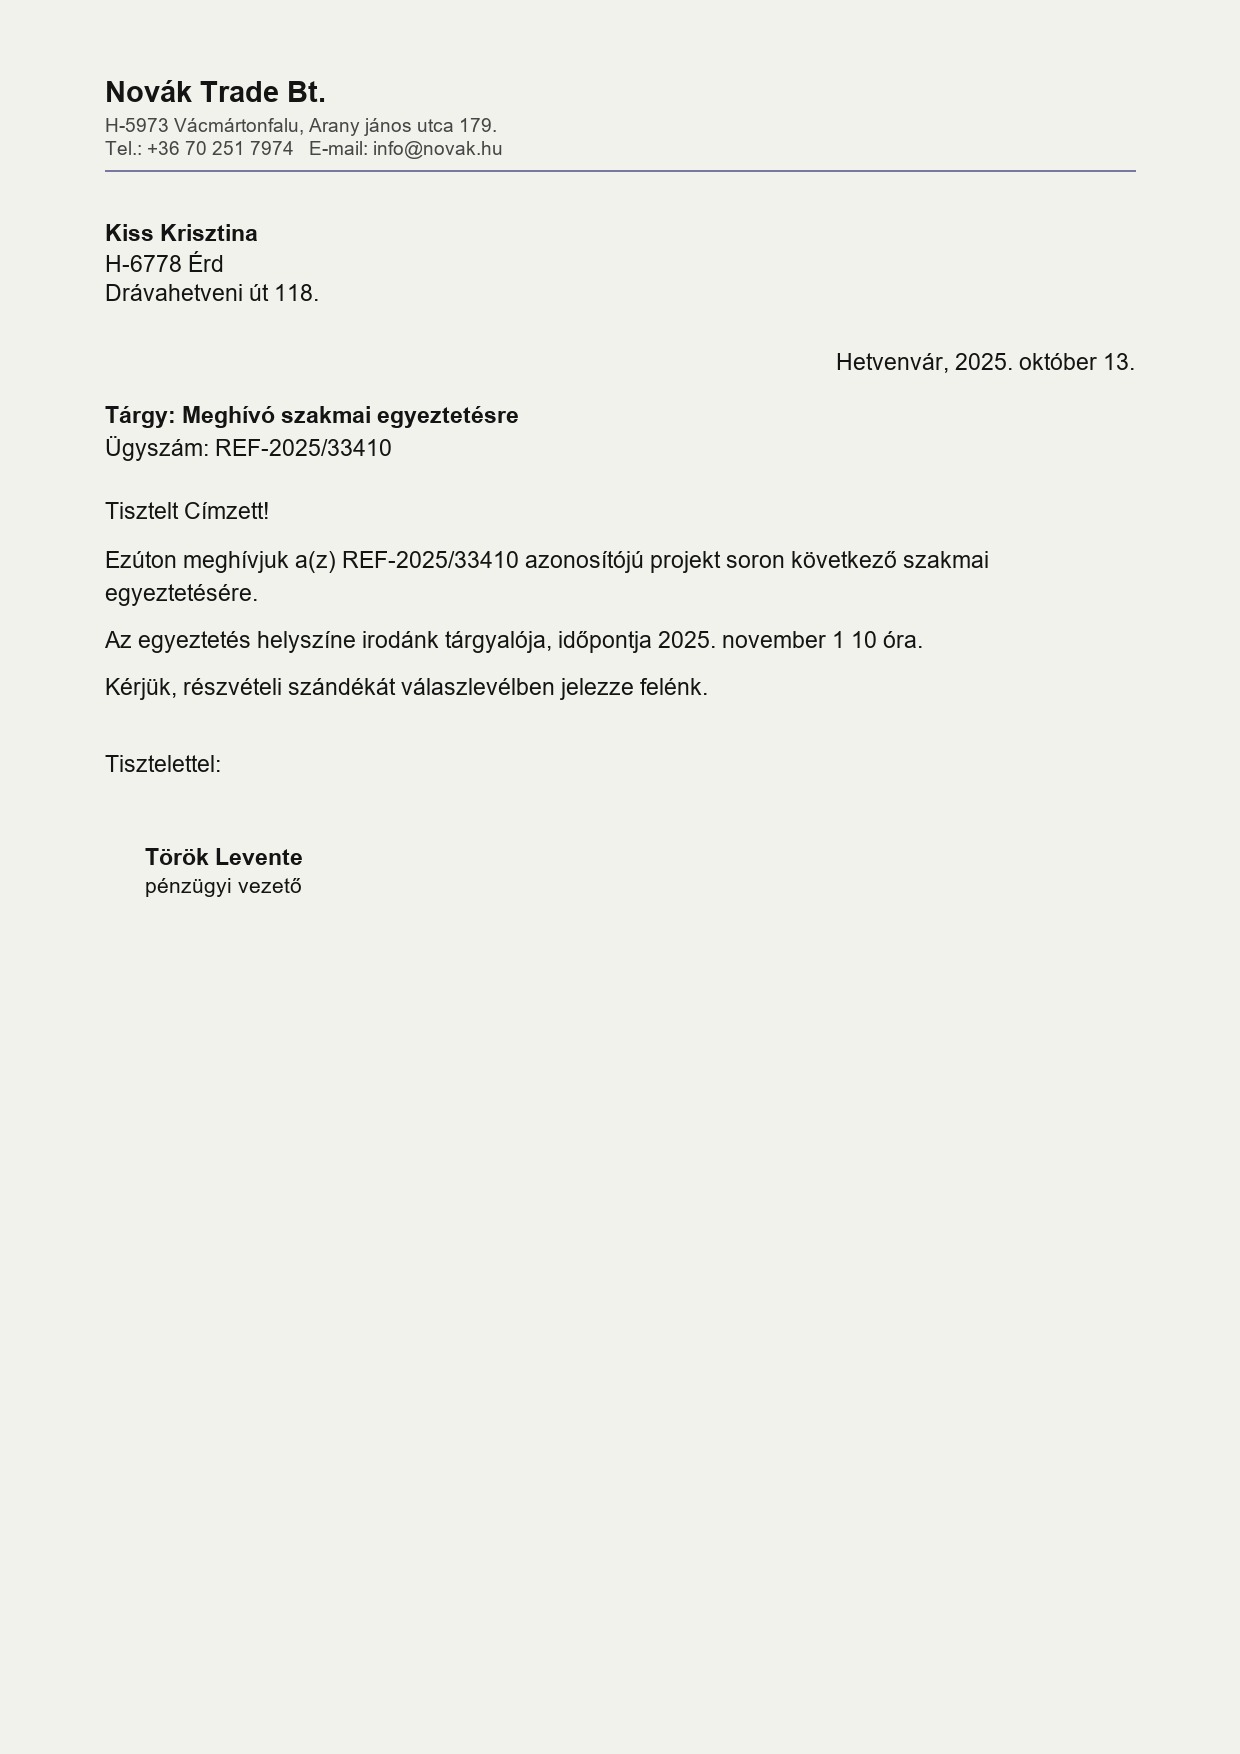 Novák Trade Bt.
H-5973 Vácmártonfalu, Arany jános utca 179.
Tel.: +36 70 251 7974   E-mail: info@novak.hu
Kiss Krisztina
H-6778 Érd
Drávahetveni út 118.
Hetvenvár, 2025. október 13.
Tárgy: Meghívó szakmai egyeztetésre
Ügyszám: REF-2025/33410
Tisztelt Címzett!
Ezúton meghívjuk a(z) REF-2025/33410 azonosítójú projekt soron következő szakmai
egyeztetésére.
Az egyeztetés helyszíne irodánk tárgyalója, időpontja 2025. november 1 10 óra.
Kérjük, részvételi szándékát válaszlevélben jelezze felénk.
Tisztelettel:
Török Levente
pénzügyi vezető